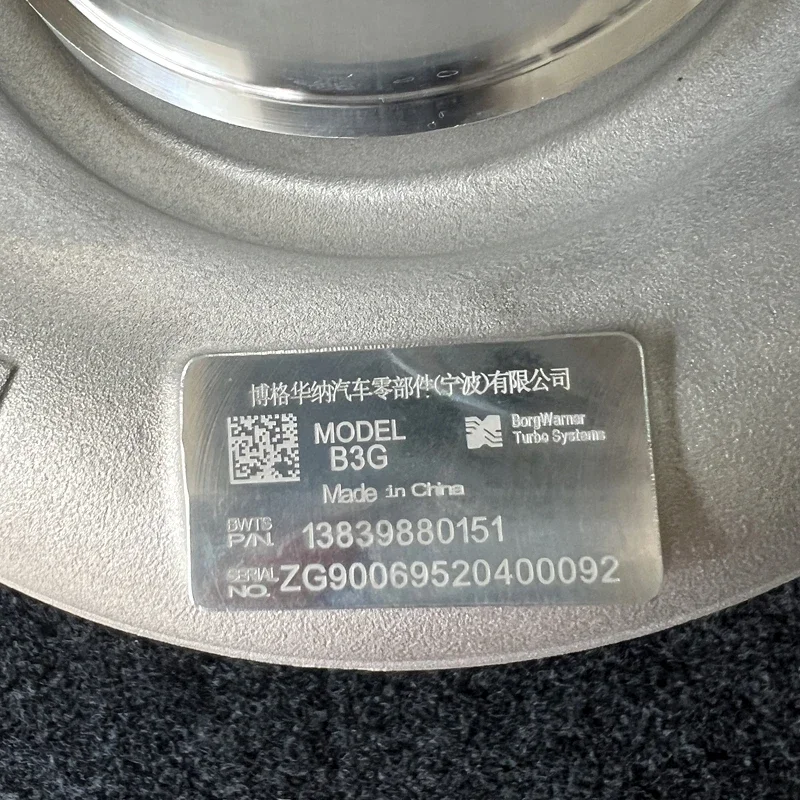 博格华纳汽车零部件(宁波)有限公司
MODEL
B3G
BorgWarner
Turbo Systems
Made in China
BWTS
P/N.
13839880151
SERIAL
NO.
ZG90069520400092